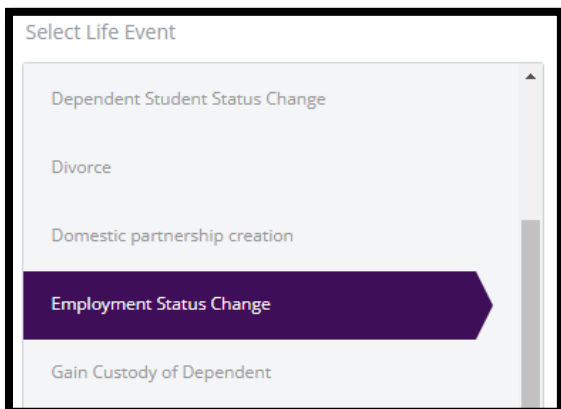 Select Life Event
Dependent Student Status Change
Divorce
Domestic partnership creation
Employment Status Change
Gain Custody of Dependent